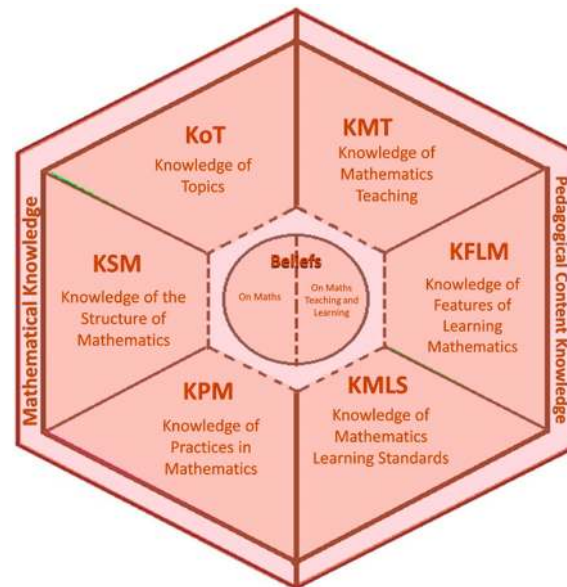 KoT
Knowledge of
Topics
KMT
Knowledge of
Mathematics
Teaching
Mathematical Knowledge
KSM
Knowledge of the
Structure of
Mathematics
Beliefs
On Maths
On Maths
Teaching and
Learning
KFLM
Knowledge of
Features of
Learning
Mathematics
Pedagogical Content Knowledge
KPM
Knowledge of
Practices in
Mathematics
KMLS
Knowledge of
Mathematics
Learning Standards